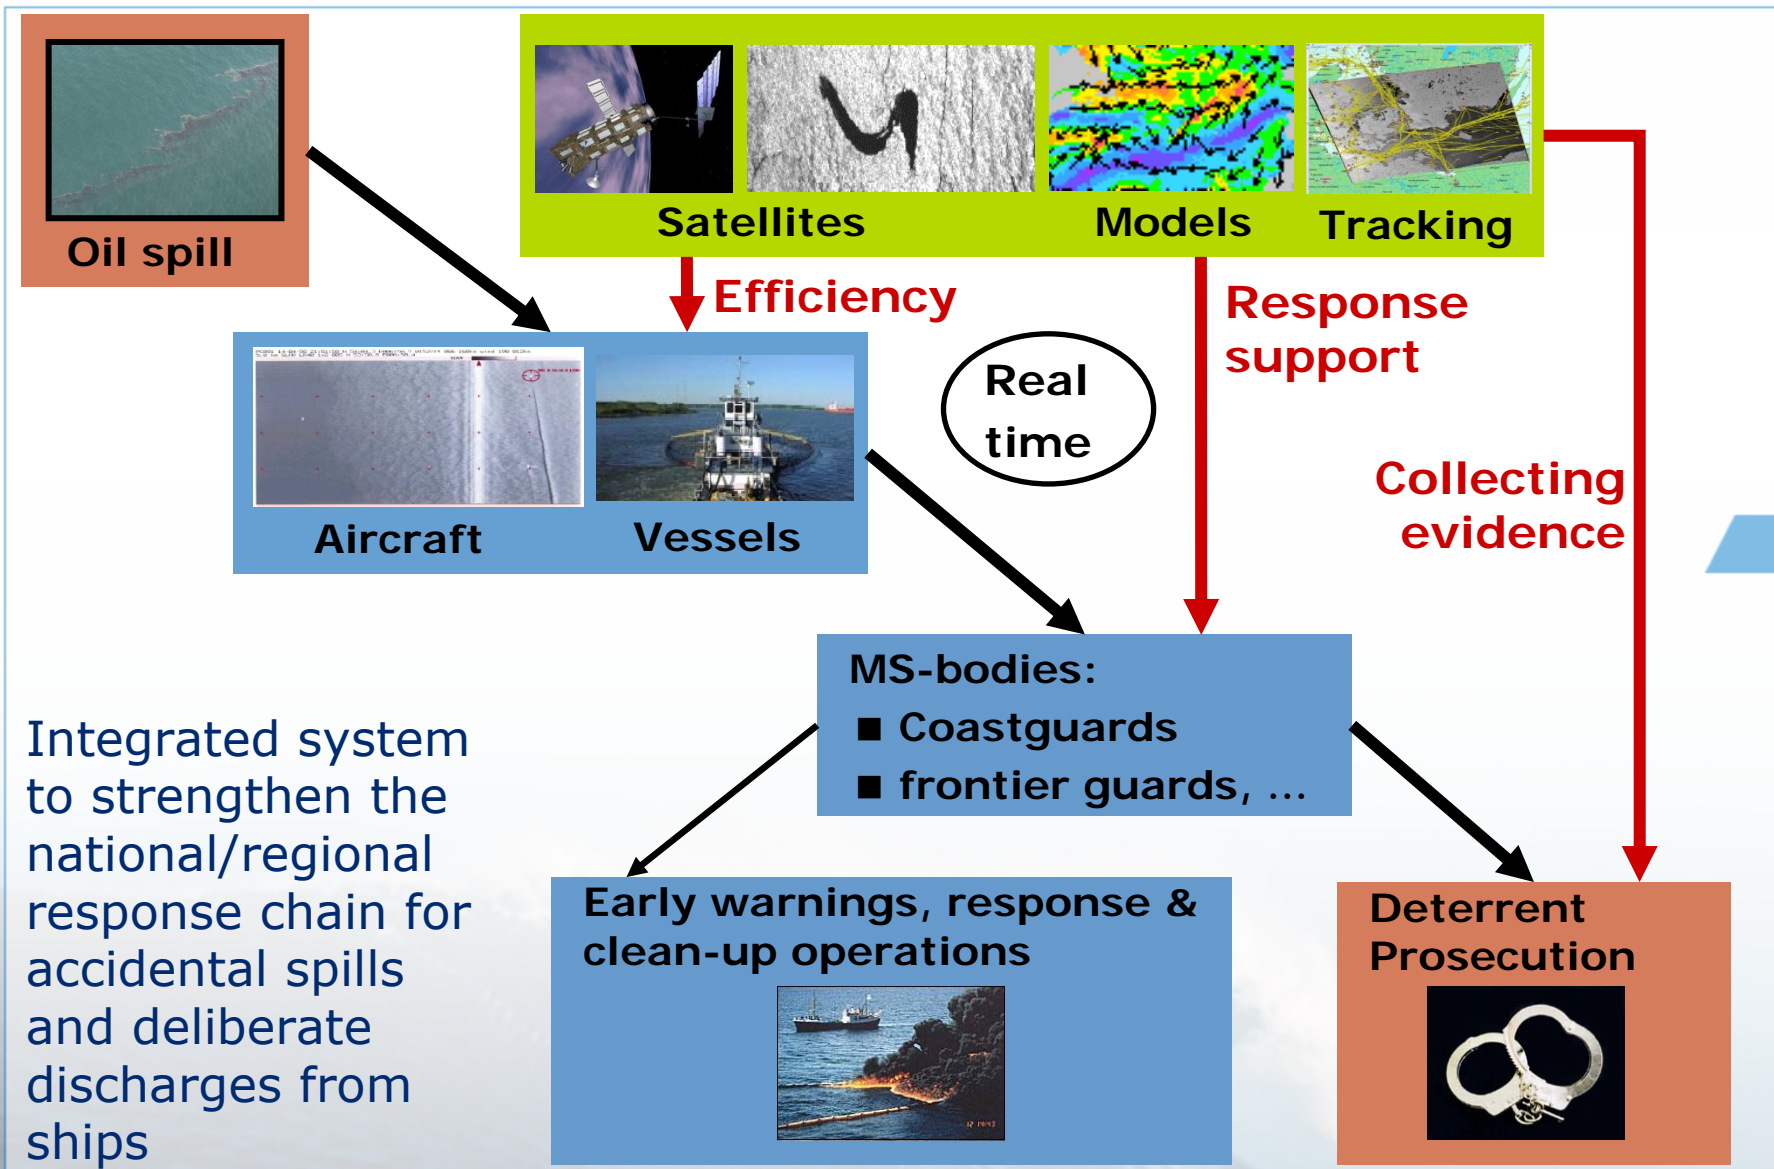 Oil spill
Satellites
Models
Tracking
Efficiency
Response
support
Real
time
Collecting
evidence
Aircraft
Vessels
MS-bodies:
■ Coastguards
■ frontier guards, ...
Integrated system
to strengthen the
national/regional
response chain for
accidental spills
and deliberate
discharges from
ships
Early warnings, response &
clean-up operations
Deterrent
Prosecution